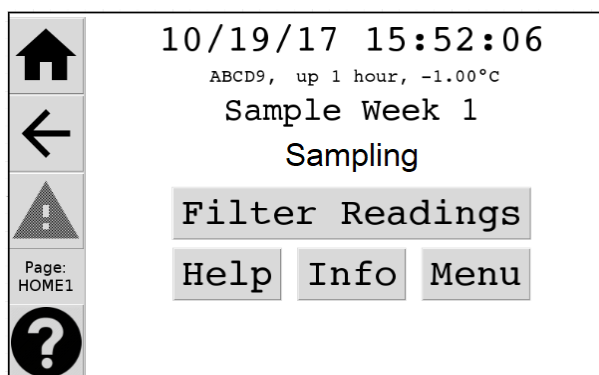 10/19/17 15:52:06
ABCD9, up 1 hour, -1.00°C
Sample Week 1
Sampling
Filter Readings
Page:
HOME1
Help Info Menu
?